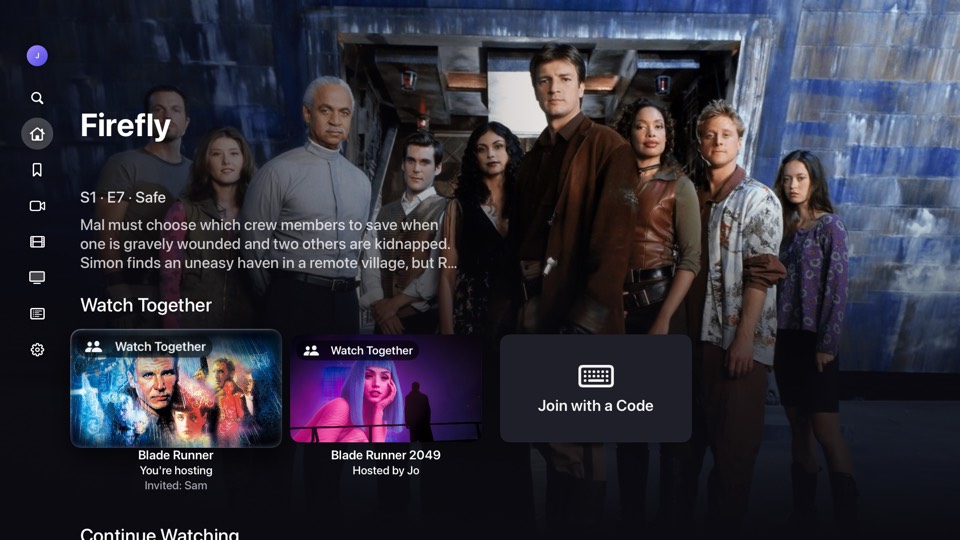 J
Firefly
S1 · E7 · Safe
Mal must choose which crew members to save when
one is gravely wounded and two others are kidnapped.
Simon finds an uneasy haven in a remote village, but R…
Watch Together
Watch Together
Watch Together
Join with a Code
Blade Runner
You're hosting
Invited: Sam
Blade Runner 2049
Hosted by Jo
Continue Watching